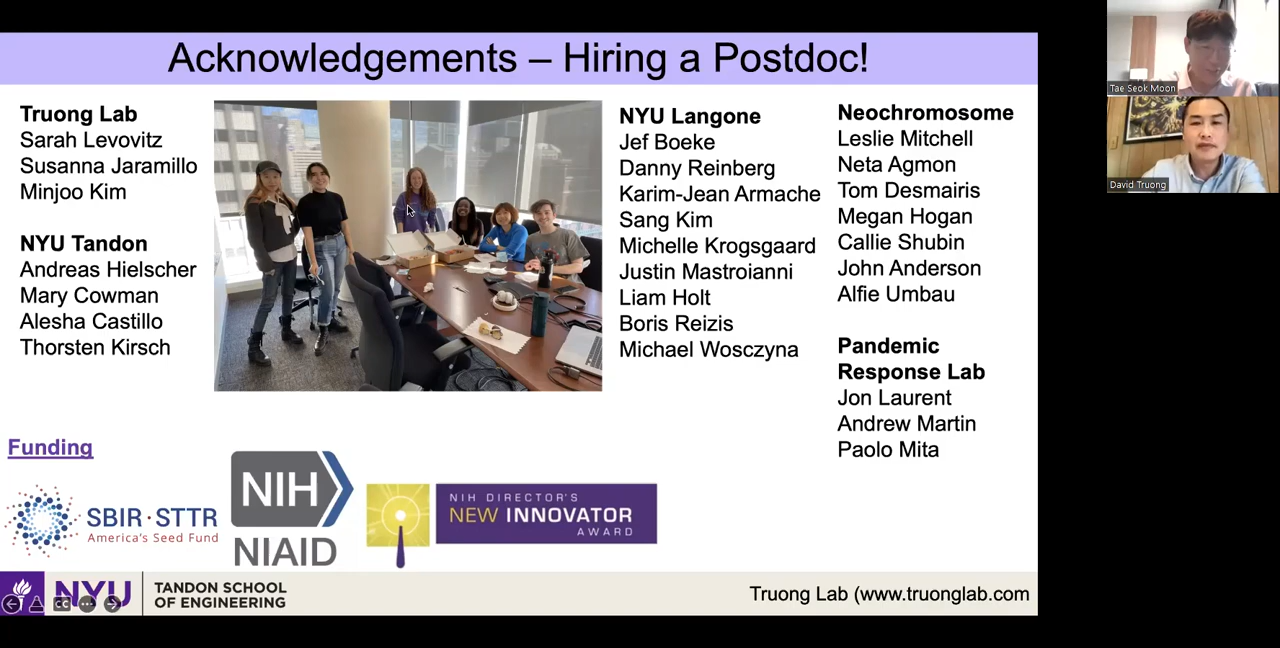 Acknowledgements – Hiring a Postdoc!
Truong Lab
Sarah Levovitz
Susanna Jaramillo
Minjoo Kim
NYU Tandon
Andreas Hielscher
Mary Cowman
Alesha Castillo
Thorsten Kirsch
NYU Langone
Jef Boeke
Danny Reinberg
Karim-Jean Armache
Sang Kim
Michelle Krogsgaard
Justin Mastroianni
Liam Holt
Boris Reizis
Michael Wosczyna
Neochromosome
Leslie Mitchell
Neta Agmon
Tom Desmairis
Megan Hogan
Callie Shubin
John Anderson
Alfie Umbau
Pandemic
Response Lab
Jon Laurent
Andrew Martin
Paolo Mita
Funding
SBIR·STTR
America's Seed Fund
NIH
NIAID
NIH DIRECTOR'S
NEW INNOVATOR
AWARD
NYU
TANDON SCHOOL
OF ENGINEERING
Truong Lab (www.truonglab.com
CC
Tae Seok Moon
David Truong